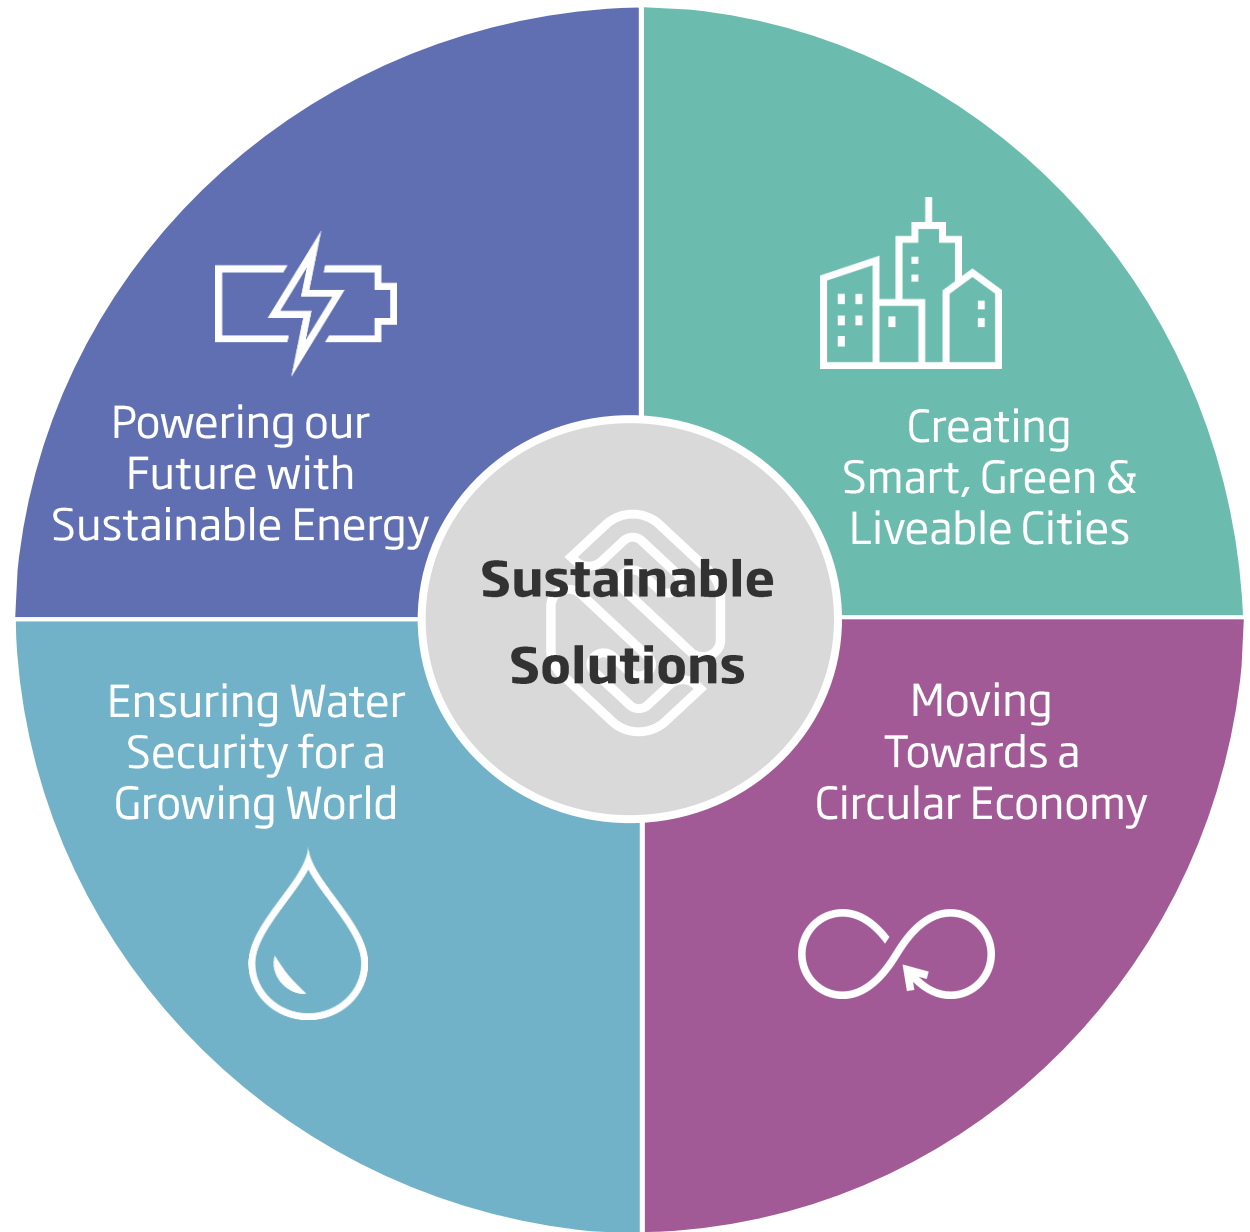 Powering our
Future with
Sustainable Energy
Creating
Smart, Green &
Liveable Cities
Sustainable
Solutions
Ensuring Water
Security for a
Growing World
Moving
Towards a
Circular Economy